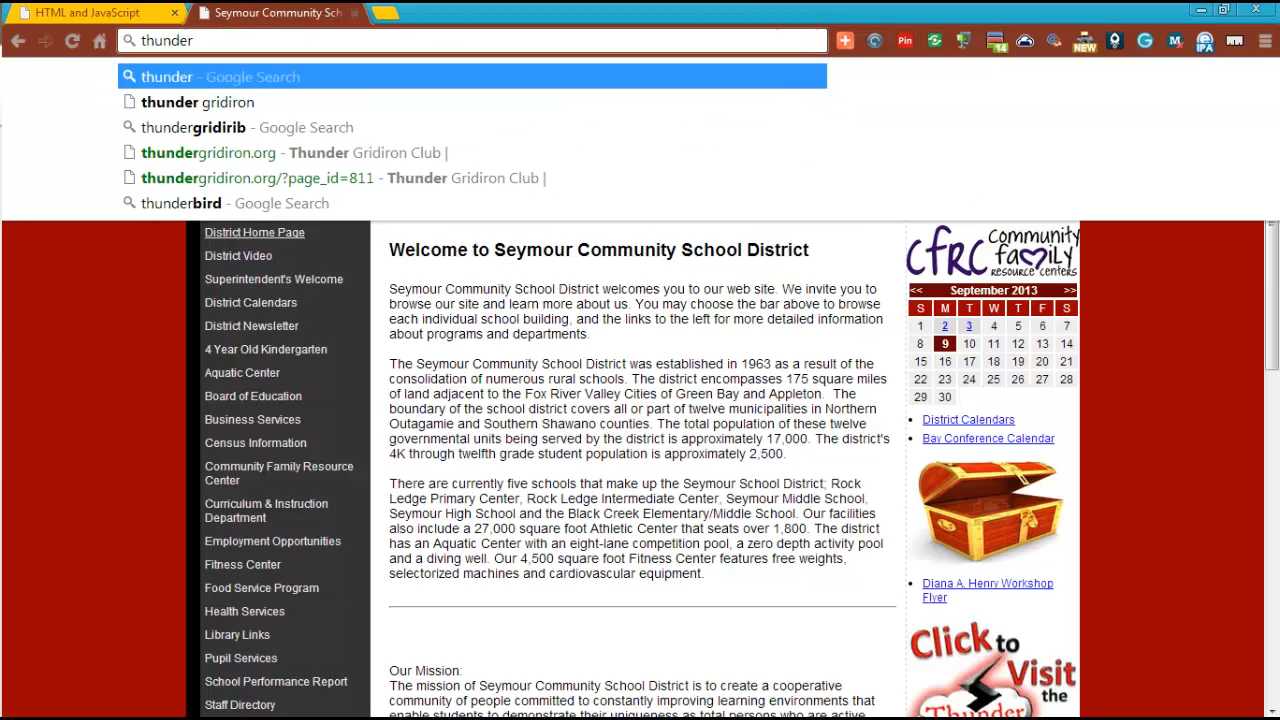 HTML and JavaScript
Seymour Community Sch
thunder
Pin
14
NEW
iPA
thunder - Google Search
thunder gridiron
thundergridirib - Google Search
thundergridiron.org - Thunder Gridiron Club |
thundergridiron.org/?page_id=811 - Thunder Gridiron Club |
thunderbird - Google Search
District Home Page
District Video
Superintendent's Welcome
District Calendars
District Newsletter
4 Year Old Kindergarten
Aquatic Center
Board of Education
Business Services
Census Information
Community Family Resource
Center
Curriculum & Instruction
Department
Employment Opportunities
Fitness Center
Food Service Program
Health Services
Library Links
Pupil Services
School Performance Report
Staff Directory
Welcome to Seymour Community School District
Seymour Community School District welcomes you to our web site. We invite you to
browse our site and learn more about us. You may choose the bar above to browse
each individual school building, and the links to the left for more detailed information
about programs and departments.
The Seymour Community School District was established in 1963 as a result of the
consolidation of numerous rural schools. The district encompasses 175 square miles
of land adjacent to the Fox River Valley Cities of Green Bay and Appleton. The
boundary of the school district covers all or part of twelve municipalities in Northern
Outagamie and Southern Shawano counties. The total population of these twelve
governmental units being served by the district is approximately 17,000. The district's
4K through twelfth grade student population is approximately 2,500.
There are currently five schools that make up the Seymour School District; Rock
Ledge Primary Center, Rock Ledge Intermediate Center, Seymour Middle School,
Seymour High School and the Black Creek Elementary/Middle School. Our facilities
also include a 27,000 square foot Athletic Center that seats over 1,800. The district
has an Aquatic Center with an eight-lane competition pool, a zero depth activity pool
and a diving well. Our 4,500 square foot Fitness Center features free weights,
selectorized machines and cardiovascular equipment.
Our Mission:
The mission of Seymour Community School District is to create a cooperative
community of people committed to constantly improving learning environments that
enable students to demonstrate their uniqueness as total persons who are active
cfrc Community
family
resource centers
<< September 2013 >>
S M T W T F S
1 2 3 4 5 6 7
8 9 10 11 12 13 14
15 16 17 18 19 20 21
22 23 24 25 26 27 28
29 30
District Calendars
Bay Conference Calendar
Diana A. Henry Workshop
Flyer
Click to
Visit
the
Thunder